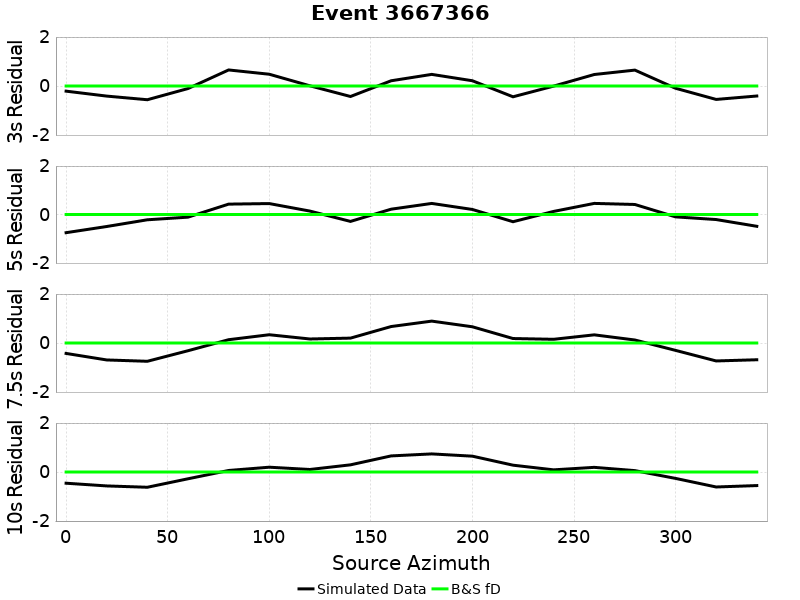 Event 3667366
3s Residual
2
0
-2
5s Residual
2
0
-2
7.5s Residual
2
0
-2
10s Residual
2
0
-2
0 50 100 150 200 250 300
Source Azimuth
Simulated Data B&S fD